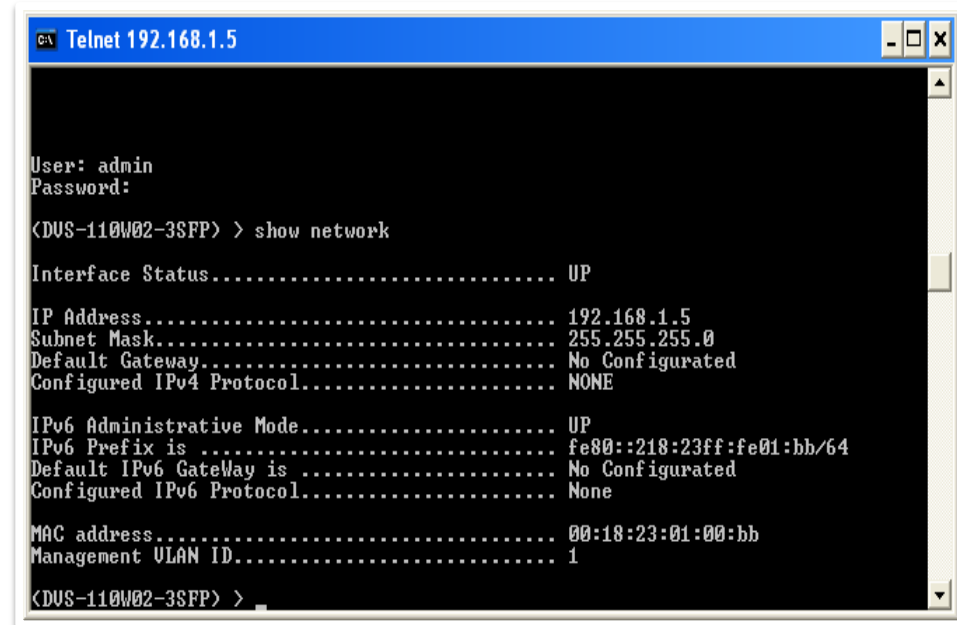 Telnet 192.168.1.5
User: admin
Password:
(DVS-110W02-3SFP) > show network
Interface Status............................... UP
IP Address..................................... 192.168.1.5
Subnet Mask.................................... 255.255.255.0
Default Gateway................................ No Configurated
Configured IPv4 Protocol....................... NONE
IPv6 Administrative Mode....................... UP
IPv6 Prefix is ................................ fe80::218:23ff:fe01:bb/64
Default IPv6 GateWay is ....................... No Configurated
Configured IPv6 Protocol....................... None
MAC address.................................... 00:18:23:01:00:bb
Management VLAN ID............................. 1
(DVS-110W02-3SFP) > _